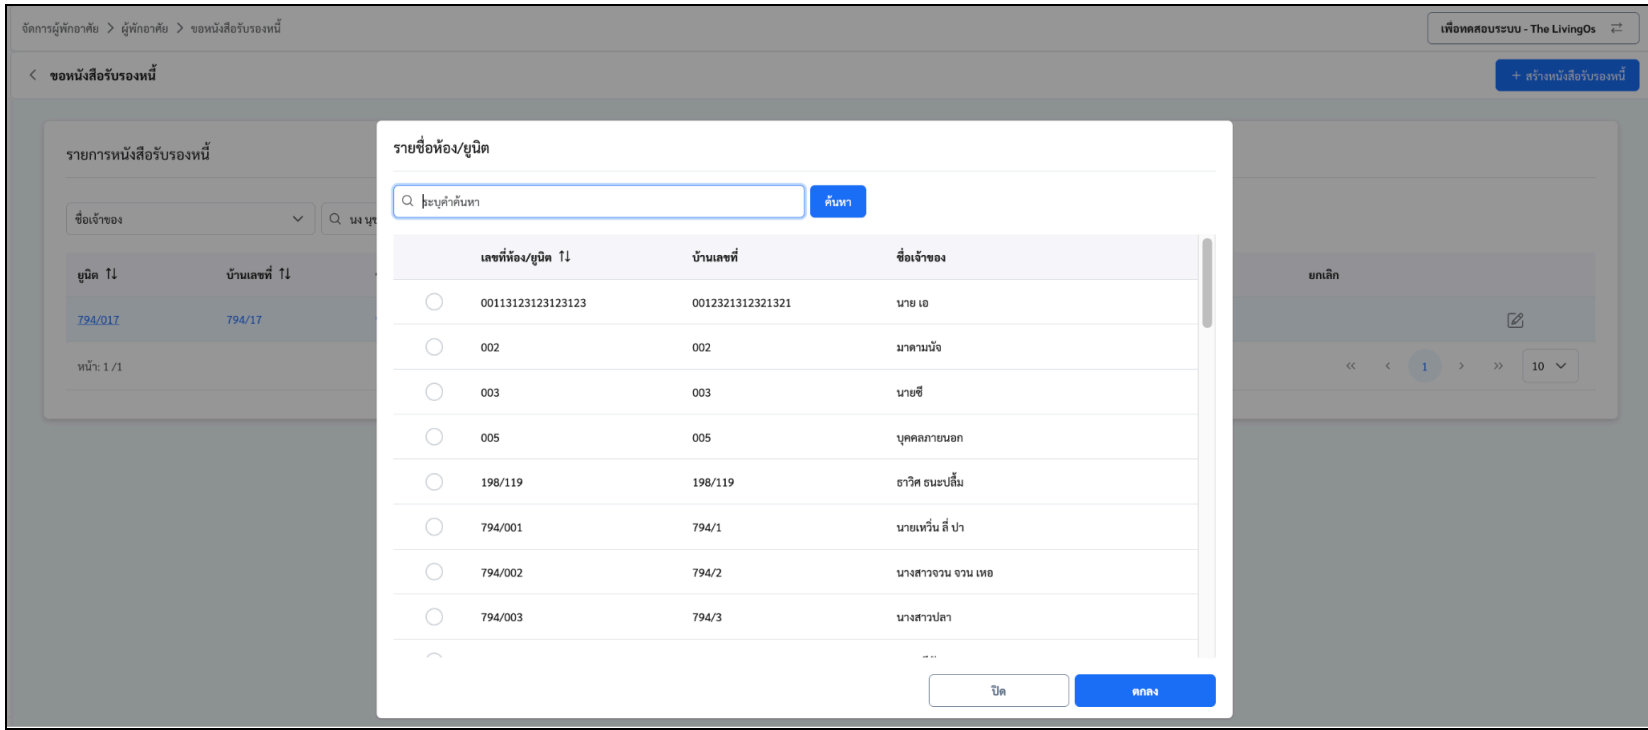 จัดการผู้พักอาศัย > ผู้พักอาศัย > ขอหนังสือรับรองหนี้
เพื่อทดสอบระบบ - The LivingOs
< ขอหนังสือรับรองหนี้
+ สร้างหนังสือรับรองหนี้
รายการหนังสือรับรองหนี้
ชื่อเจ้าของ
นง
ยูนิต บ้านเลขที่
ยกเลิก
794/017 794/17
หน้า: 1 /1
<< < 1 > >> 10
รายชื่อห้อง/ยูนิต
ระบุคำค้นหา
ค้นหา
เลขที่ห้อง/ยูนิต บ้านเลขที่ ชื่อเจ้าของ
00113123123123123 0012321312321321 นาย เอ
002 002 มาดามนัจ
003 003 นายซี
005 005 บุคคลภายนอก
198/119 198/119 ธาวิศ ธนะปลื้ม
794/001 794/1 นายเหวิ่น ลี่ ปา
794/002 794/2 นางสาวจวน จวน เหอ
794/003 794/3 นางสาวปลา
ปิด
ตกลง